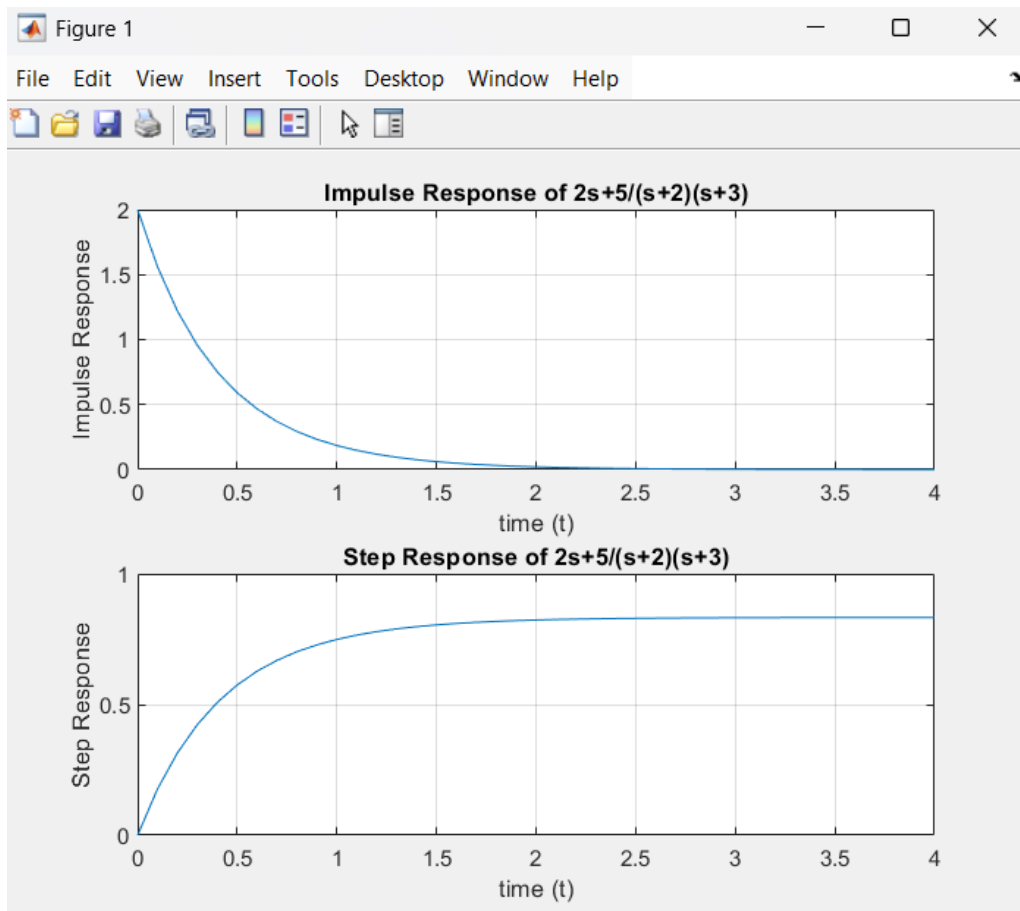 Figure 1
File Edit View Insert Tools Desktop Window Help
Impulse Response of 2s+5/(s+2)(s+3)
Impulse Response
2
1.5
1
0.5
0
0 0.5 1 1.5 2 2.5 3 3.5 4
time (t)
Step Response of 2s+5/(s+2)(s+3)
Step Response
1
0.5
0
0 0.5 1 1.5 2 2.5 3 3.5 4
time (t)